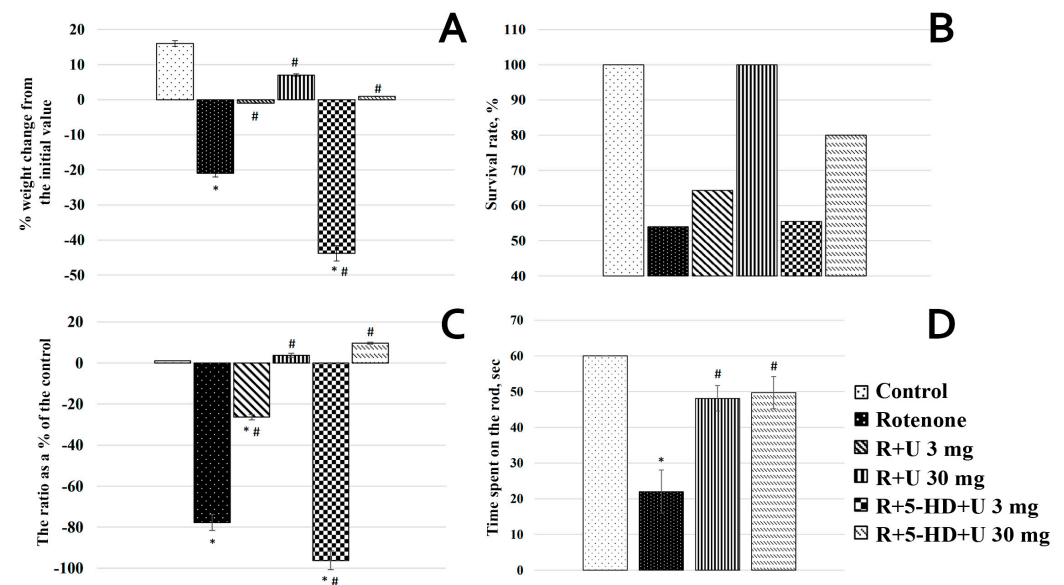 A
% weight change from
the initial value
20
10
0
-10
-20
-30
-40
-50
*
#
#
* #
#
B
Survival rate, %
110
100
90
80
70
60
50
40
C
The ratio as a % of the control
20
0
-20
-40
-60
-80
-100
*
* #
#
* #
#
D
Time spent on the rod, sec
70
60
50
40
30
20
10
0
*
#
#
Control
Rotenone
R+U 3 mg
R+U 30 mg
R+5-HD+U 3 mg
R+5-HD+U 30 mg